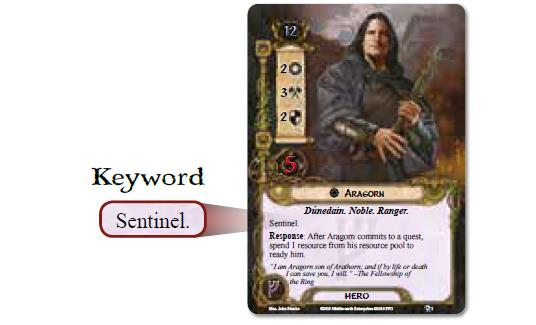 12
2
3
2
5
Keyword
Sentinel.
Aragorn
Dúnedain. Noble. Ranger.
Sentinel.
Response: After Aragorn commits to a quest,
spend 1 resource from his resource pool to
ready him.
"I am Aragorn son of Arathorn; and if by life or death
I can save you, I will." –The Fellowship of
the Ring
HERO